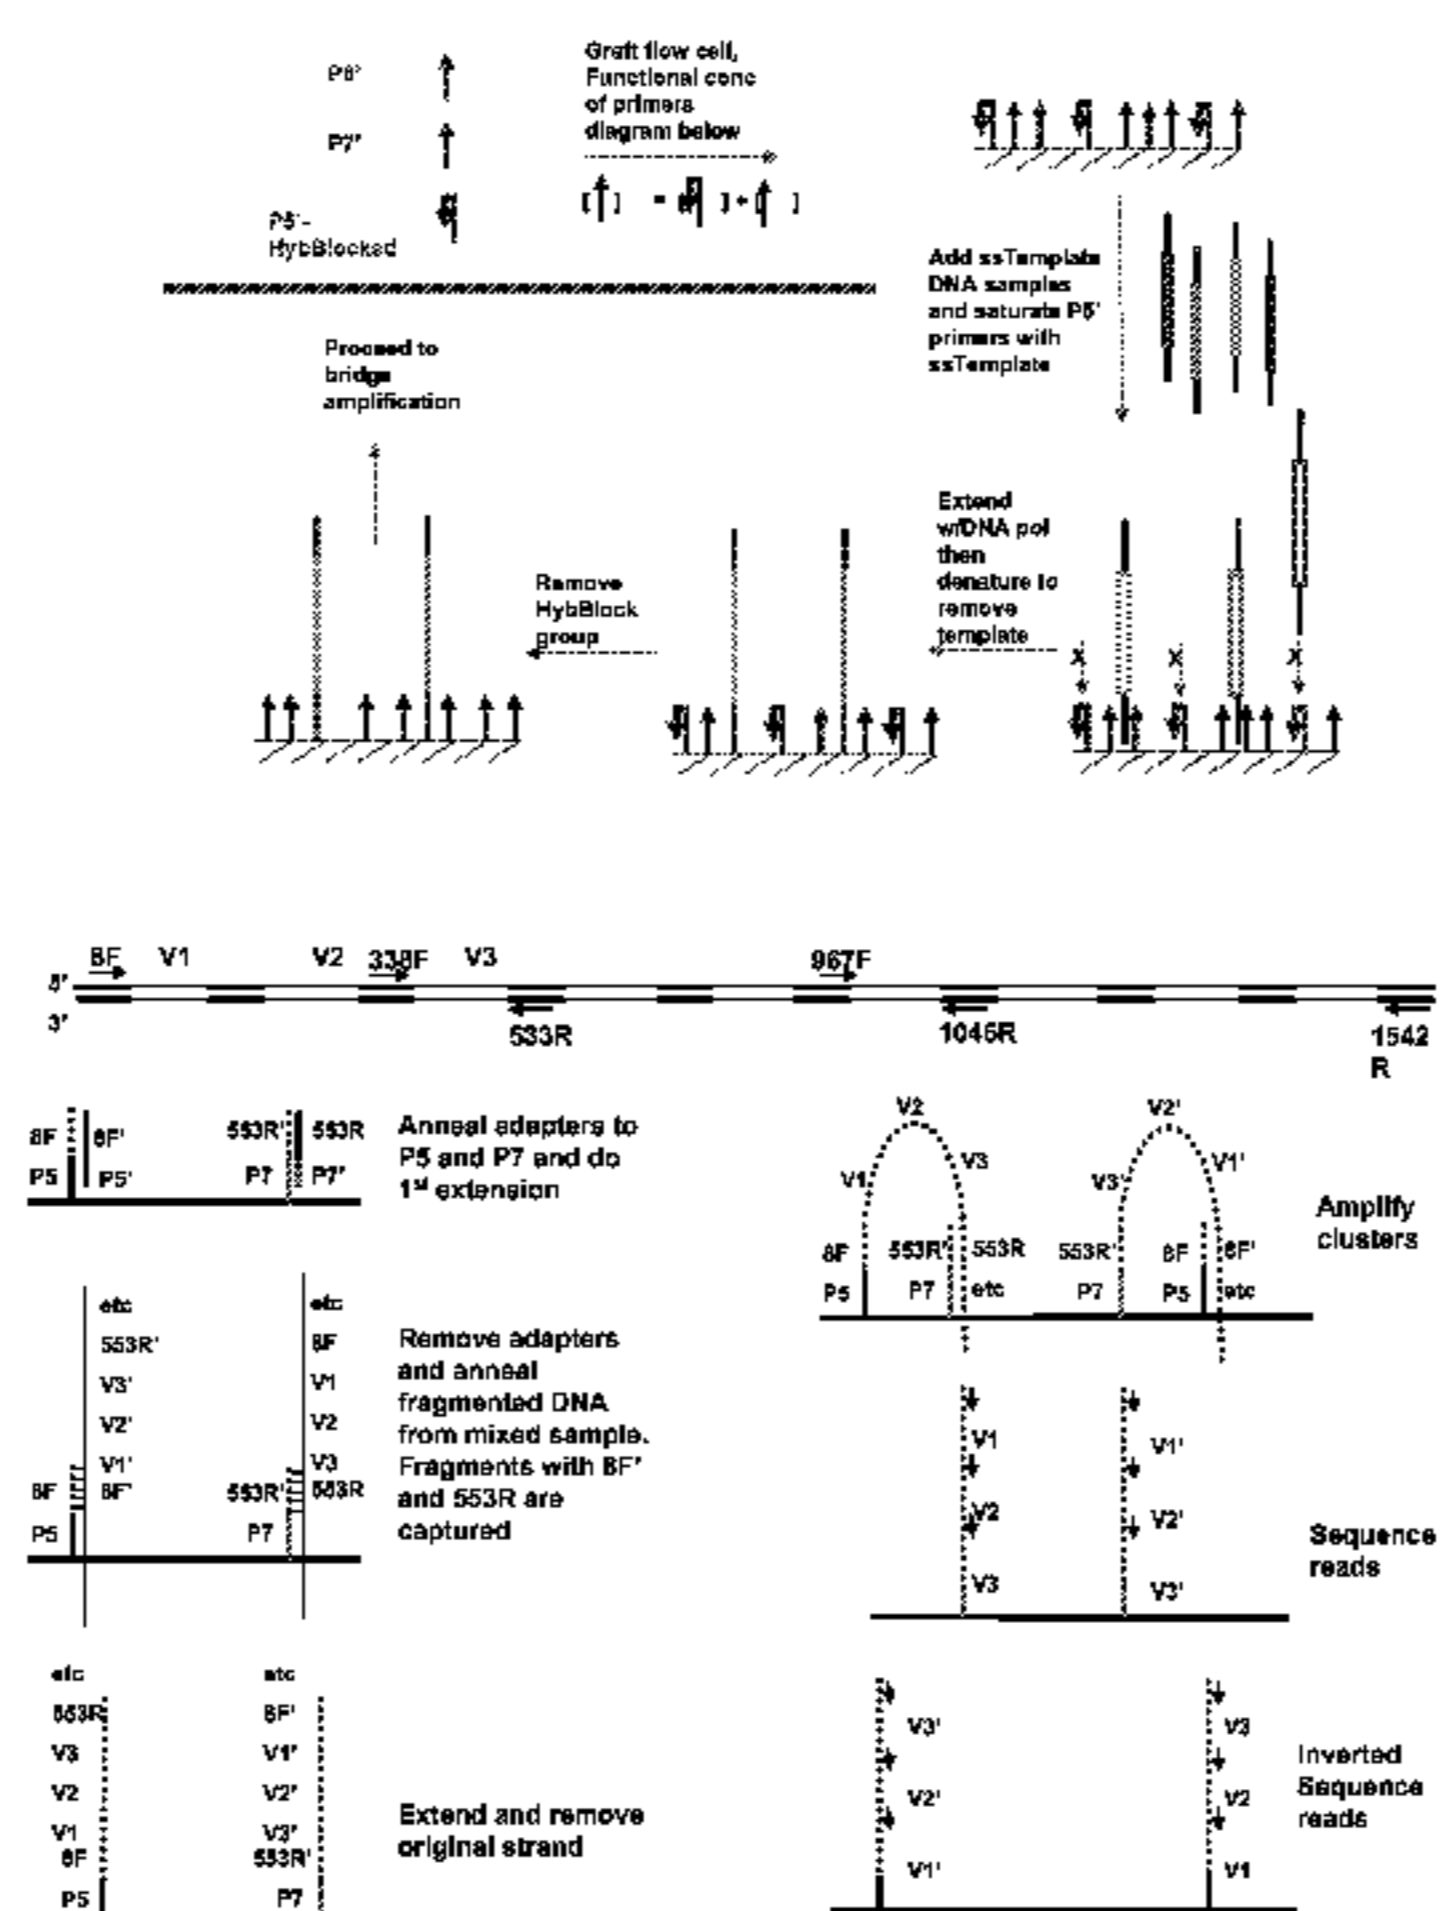 P7'
P5'-
HybBlocked
Graft flow cell,
Functional conc
of primers
diagram below
[ ] = [ ] + [ ]
Add ssTemplate
DNA samples
and saturate P5'
primers with
ssTemplate
Proceed to
bridge
amplification
Extend
w/DNA pol
then
denature to
remove
template
Remove
HybBlock
group
X X X
8F V1 V2 338F V3 967F
5'
3'
533R 1046R 1542
R
8F 8F' 553R' 553R
P5 P5' P7 P7'
Anneal adapters to
P5 and P7 and do
1st extension
V2 V2'
V1 V3 V3' V1'
8F 553R' 553R 553R' 8F 8F'
P5 P7 etc P7 P5 etc
Amplify
clusters
etc etc
553R' 8F
V3' V1
V2' V2
V1' V3
8F 8F' 553R' 553R
P5 P7
Remove adapters
and anneal
fragmented DNA
from mixed sample.
Fragments with 8F'
and 553R are
captured
V1 V1'
V2 V2'
V3 V3'
Sequence
reads
etc etc
553R 8F'
V3 V1'
V2 V2'
V1 V3'
8F 553R'
P5 P7
Extend and remove
original strand
V3' V3
V2' V2
V1' V1
Inverted
Sequence
reads